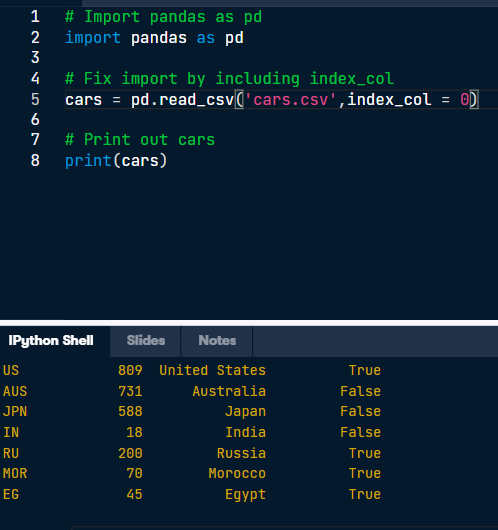 1 # Import pandas as pd
2 import pandas as pd
3
4 # Fix import by including index_col
5 cars = pd.read_csv('cars.csv',index_col = 0)
6
7 # Print out cars
8 print(cars)
IPython Shell Slides Notes
US 809 United States True
AUS 731 Australia False
JPN 588 Japan False
IN 18 India False
RU 200 Russia True
MOR 70 Morocco True
EG 45 Egypt True